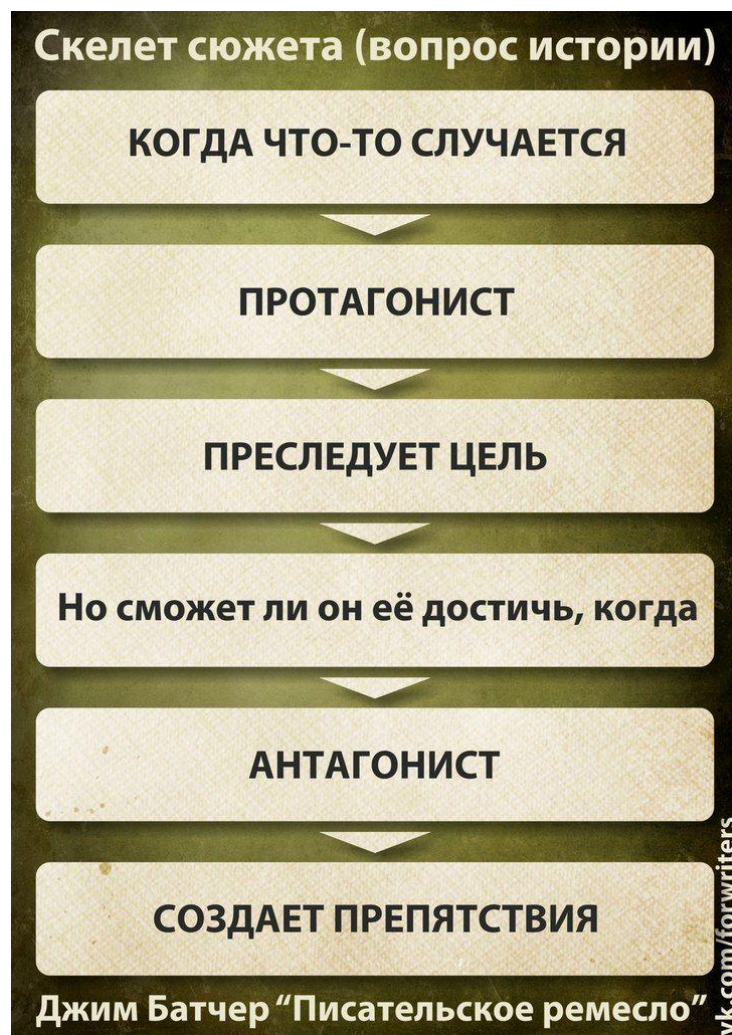 Скелет сюжета (вопрос истории)
КОГДА ЧТО-ТО СЛУЧАЕТСЯ
ПРОТАГОНИСТ
ПРЕСЛЕДУЕТ ЦЕЛЬ
Но сможет ли он её достичь, когда
АНТАГОНИСТ
СОЗДАЕТ ПРЕПЯТСТВИЯ
Джим Батчер “Писательское ремесло”
vk.com/forwriters